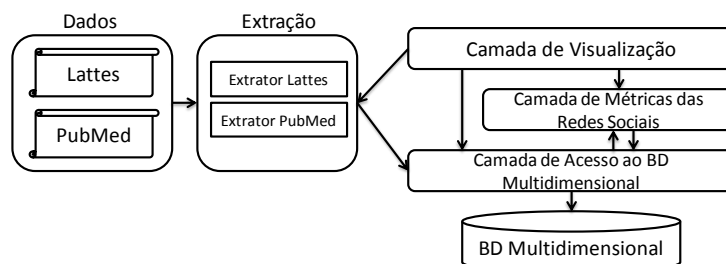 Dados
Extração
Lattes
PubMed
Extrator Lattes
Extrator PubMed
Camada de Visualização
Camada de Métricas das
Redes Sociais
Camada de Acesso ao BD
Multidimensional
BD Multidimensional